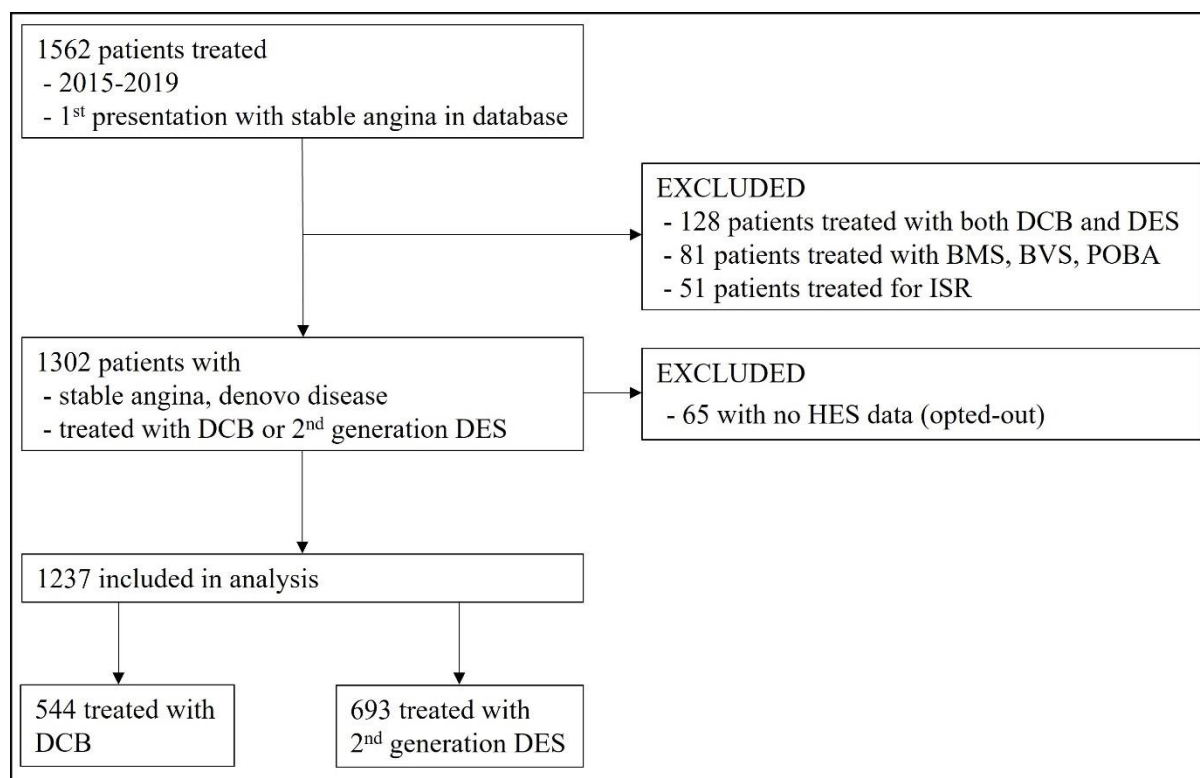 1562 patients treated
- 2015-2019
- 1st presentation with stable angina in database
EXCLUDED
- 128 patients treated with both DCB and DES
- 81 patients treated with BMS, BVS, POBA
- 51 patients treated for ISR
1302 patients with
- stable angina, denovo disease
- treated with DCB or 2nd generation DES
EXCLUDED
- 65 with no HES data (opted-out)
1237 included in analysis
544 treated with
DCB
693 treated with
2nd generation DES